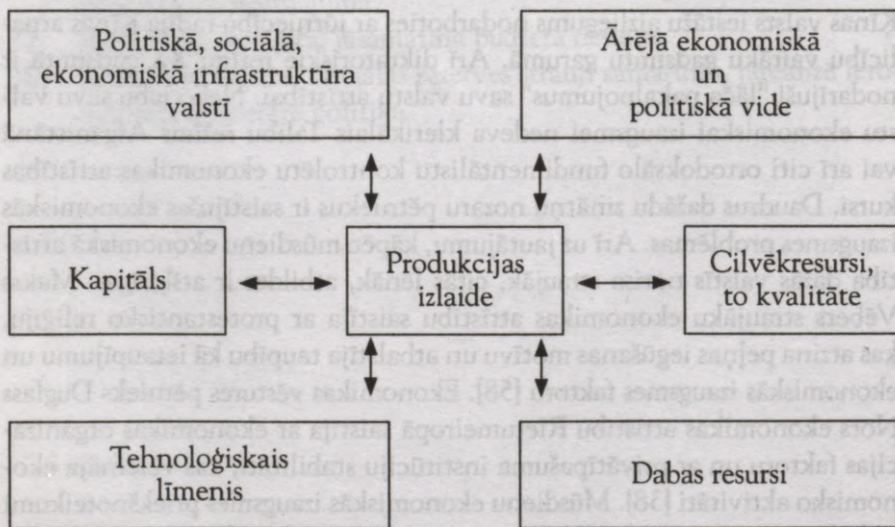 Politiskā, sociālā,
ekonomiskā infrastruktūra
valstī
Ārējā ekonomiskā
un
politiskā vide
Kapitāls
Produkcijas
izlaide
Cilvēkresursi,
to kvalitāte
Tehnoloģiskais
līmenis
Dabas resursi